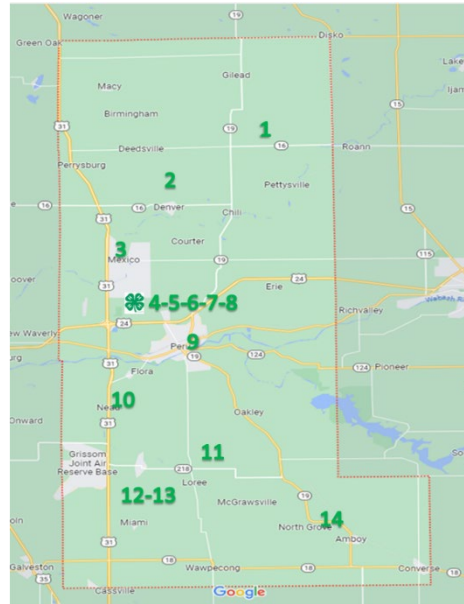 Wagoner
19
Disko
Green Oak
Lake
Gilead
Macy
Ijam
15
Birmingham
31
19
1
Deedsville
16
Roann
Perrysburg
2
Pettysville
16
16
Denver
Chili
15
31
3
Courter
Mexico
115
19
24
31
Erie
4-5-6-7-8
Richvalley
New Waverly
24
9
Peru
19
124
124
Pioneer
Flora
10
Nead
Oakley
Onward
31
11
Grissom
Joint Air
Reserve Base
218
Loree
12-13
McGrawsville
19
14
Miami
North Grove
Amboy
18
18
Galveston
Wawpecong
Converse
35
31
Cassville
Google